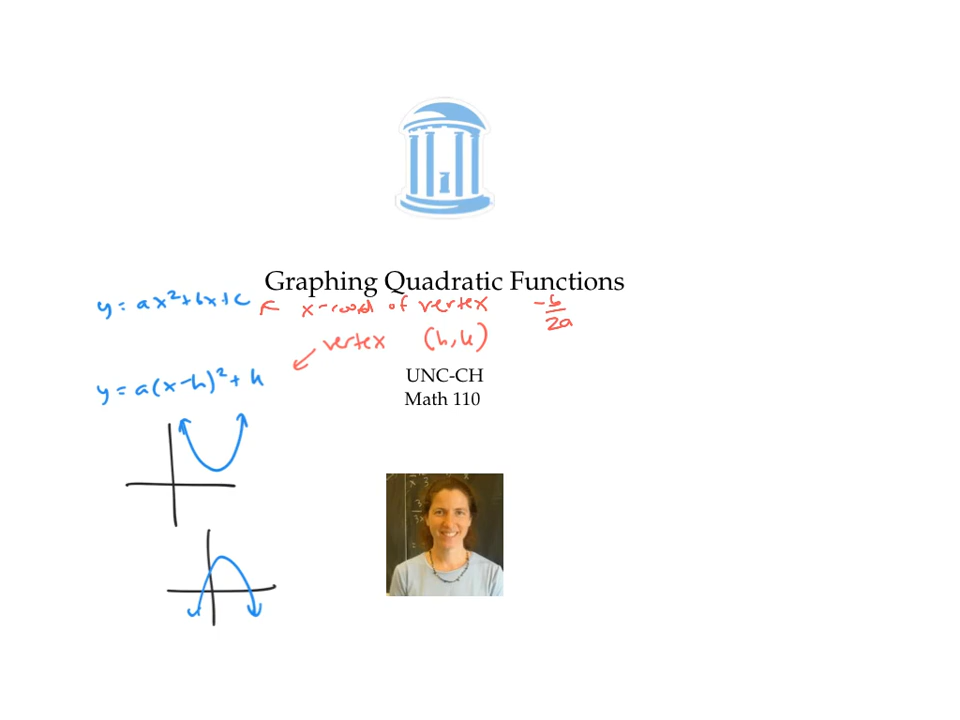 Graphing Quadratic Functions
y = ax²+bx+c ← x-coord of vertex -b/2a
vertex (h,k)
y = a(x-h)²+k
UNC-CH
Math 110